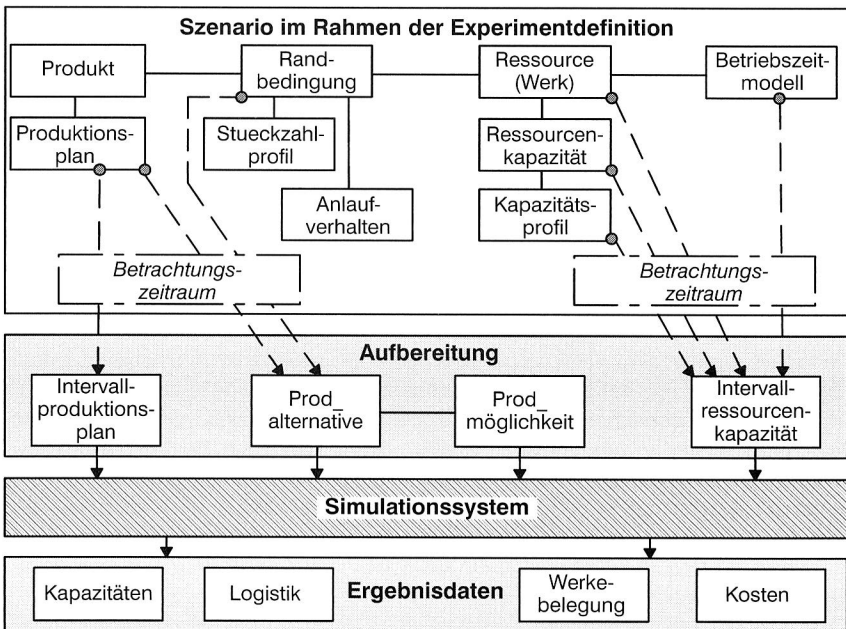 Szenario im Rahmen der Experimentdefinition
Produkt
Rand-
bedingung
Ressource
(Werk)
Betriebszeit-
modell
Produktions-
plan
Stueckzahl-
profil
Ressourcen-
kapazität
Anlauf-
verhalten
Kapazitäts-
profil
Betrachtungs-
zeitraum
Betrachtungs-
zeitraum
Aufbereitung
Intervall-
produktions-
plan
Prod_
alternative
Prod_
möglichkeit
Intervall-
ressourcen-
kapazität
Simulationssystem
Kapazitäten
Logistik
Ergebnisdaten
Werke-
belegung
Kosten